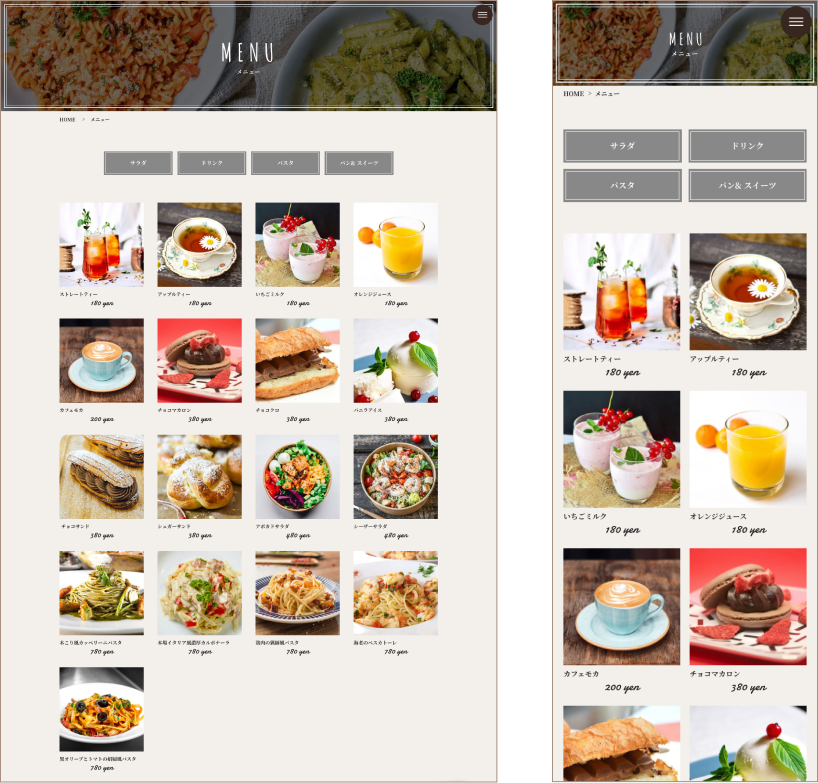 MENU
メニュー
HOME > メニュー
サラダ ドリンク パスタ パン& スイーツ
ストレートティー アップルティー いちごミルク オレンジジュース
180 yen 180 yen 180 yen 180 yen
カフェモカ チョコマカロン チョコクロ バニラアイス
200 yen 380 yen 380 yen 380 yen
チョコサンド シュガーサンド アボカドサラダ シーザーサラダ
380 yen 380 yen 480 yen 480 yen
木こり風カッペリーニパスタ 本場イタリア風濃厚カルボナーラ 海老のペスカトーレ
780 yen 780 yen 780 yen 780 yen
黒オリーブとトマトの娼婦風パスタ
780 yen
MENU
メニュー
HOME > メニュー
サラダ ドリンク
パスタ パン& スイーツ
ストレートティー アップルティー
180 yen 180 yen
いちごミルク オレンジジュース
180 yen 180 yen
カフェモカ チョコマカロン
200 yen 380 yen